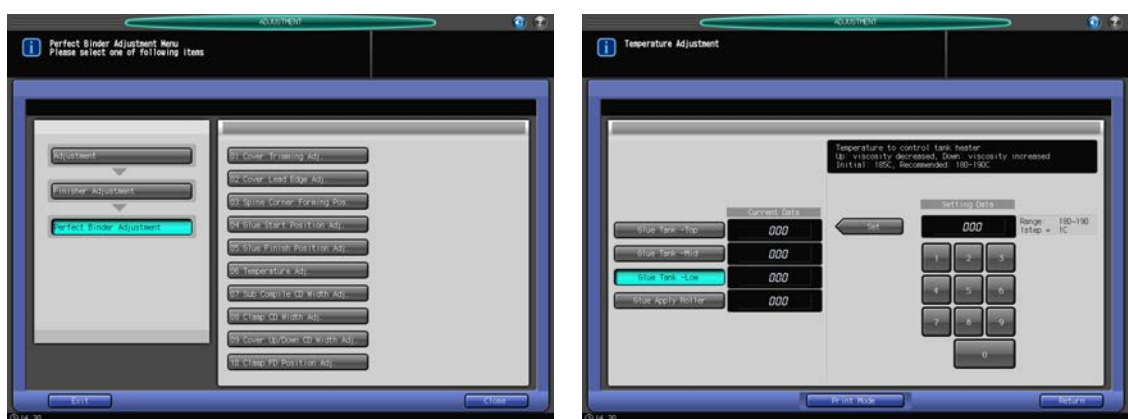 ADJUSTMENT
Perfect Binder Adjustment Menu
Please select one of following items
Adjustment
Finisher Adjustment
Perfect Binder Adjustment
01 Cover Trimming Adj.
02 Cover Lead Edge Adj.
03 Spine Corner Forming Pos.
04 Glue Start Position Adj.
05 Glue Finish Position Adj.
06 Temperature Adj.
07 Sub Compile CD Width Adj.
08 Clamp CD Width Adj.
09 Cover Up/Down CD Width Adj.
10 Clamp FD Position Adj.
Exit
Close
14:30
ADJUSTMENT
Temperature Adjustment
Temperature to control tank heater
Up: viscosity decreased, Down: viscosity increased
Initial: 185C, Recommended: 180-190C
Current Data
Setting Data
Glue Tank -Top
000
Set
000
Range: 180-190
1step = 1C
Glue Tank -Mid
000
Glue Tank -Low
000
Glue Apply Roller
000
1 2 3
4 5 6
7 8 9
0
Print Mode
Return
14:30